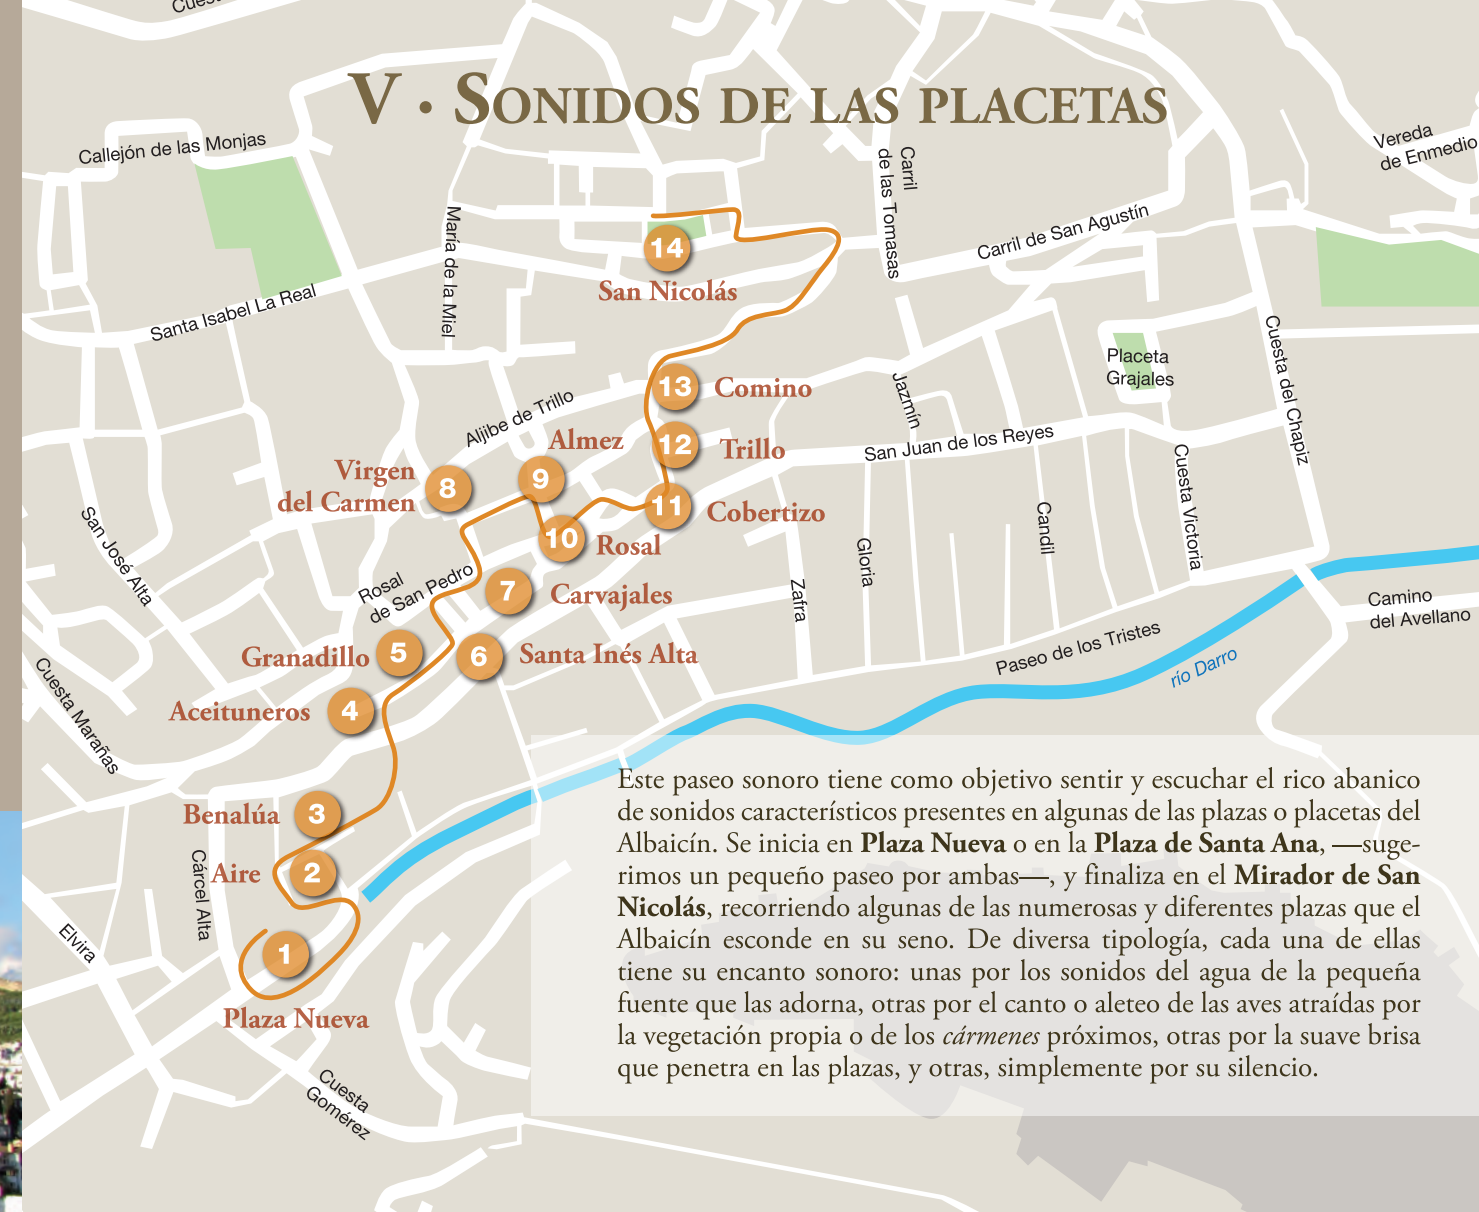 Cuesta
V · SONIDOS DE LAS PLACETAS
Callejón de las Monjas
Vereda
de Enmedio
Carril
de las Tomasas
María de la Miel
Carril de San Agustín
14
San Nicolás
Santa Isabel La Real
Cuesta del Chapiz
Placeta
Grajales
13
Comino
Jazmín
Aljibe de Trillo
Almez
12
Trillo
San Juan de los Reyes
Virgen
del Carmen
8
9
11
Cobertizo
Cuesta Victoria
Candil
San José Alta
10
Rosal
Gloria
Rosal
de San Pedro
7
Carvajales
Zafra
Camino
del Avellano
Granadillo
5
6
Santa Inés Alta
Paseo de los Tristes
río Darro
Cuesta Marañas
Aceituneros
4
Benalúa
3
Aire
2
Cárcel Alta
Elvira
1
Plaza Nueva
Cuesta
Gomérez
Este paseo sonoro tiene como objetivo sentir y escuchar el rico abanico
de sonidos característicos presentes en algunas de las plazas o placetas del
Albaicín. Se inicia en Plaza Nueva o en la Plaza de Santa Ana, —suge-
rimos un pequeño paseo por ambas—, y finaliza en el Mirador de San
Nicolás, recorriendo algunas de las numerosas y diferentes plazas que el
Albaicín esconde en su seno. De diversa tipología, cada una de ellas
tiene su encanto sonoro: unas por los sonidos del agua de la pequeña
fuente que las adorna, otras por el canto o aleteo de las aves atraídas por
la vegetación propia o de los cármenes próximos, otras por la suave brisa
que penetra en las plazas, y otras, simplemente por su silencio.